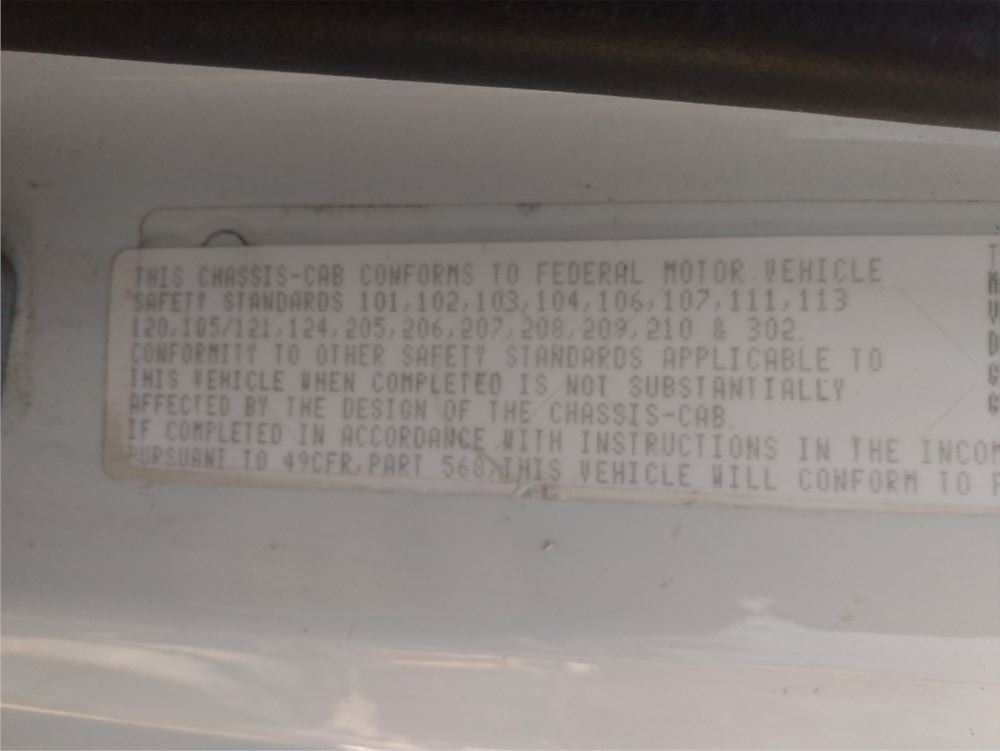 THIS CHASSIS-CAB CONFORMS TO FEDERAL MOTOR VEHICLE
SAFETY STANDARDS 101,102,103,104,106,107,111,113
120,105/121,124,205,206,207,208,209,210 & 302.
CONFORMITY TO OTHER SAFETY STANDARDS APPLICABLE TO
THIS VEHICLE WHEN COMPLETED IS NOT SUBSTANTIALLY
AFFECTED BY THE DESIGN OF THE CHASSIS-CAB.
IF COMPLETED IN ACCORDANCE WITH INSTRUCTIONS IN THE INCOM
PURSUANT TO 49CFR,PART 568,THIS VEHICLE WILL CONFORM TO